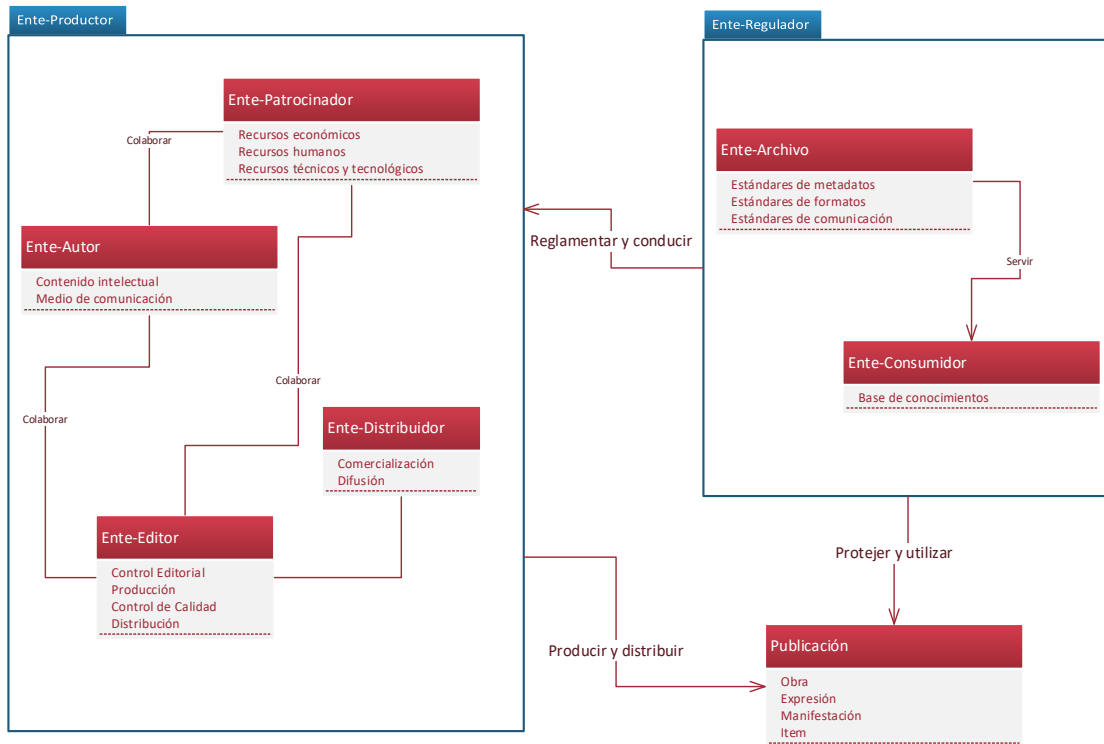 Ente-Productor
Ente-Patrocinador
Recursos económicos
Recursos humanos
Recursos técnicos y tecnológicos
Colaborar
Ente-Autor
Contenido intelectual
Medio de comunicación
Colaborar
Colaborar
Ente-Distribuidor
Comercialización
Difusión
Ente-Editor
Control Editorial
Producción
Control de Calidad
Distribución
Reglamentar y conducir
Producir y distribuir
Ente-Regulador
Ente-Archivo
Estándares de metadatos
Estándares de formatos
Estándares de comunicación
Servir
Ente-Consumidor
Base de conocimientos
Protejer y utilizar
Publicación
Obra
Expresión
Manifestación
Item